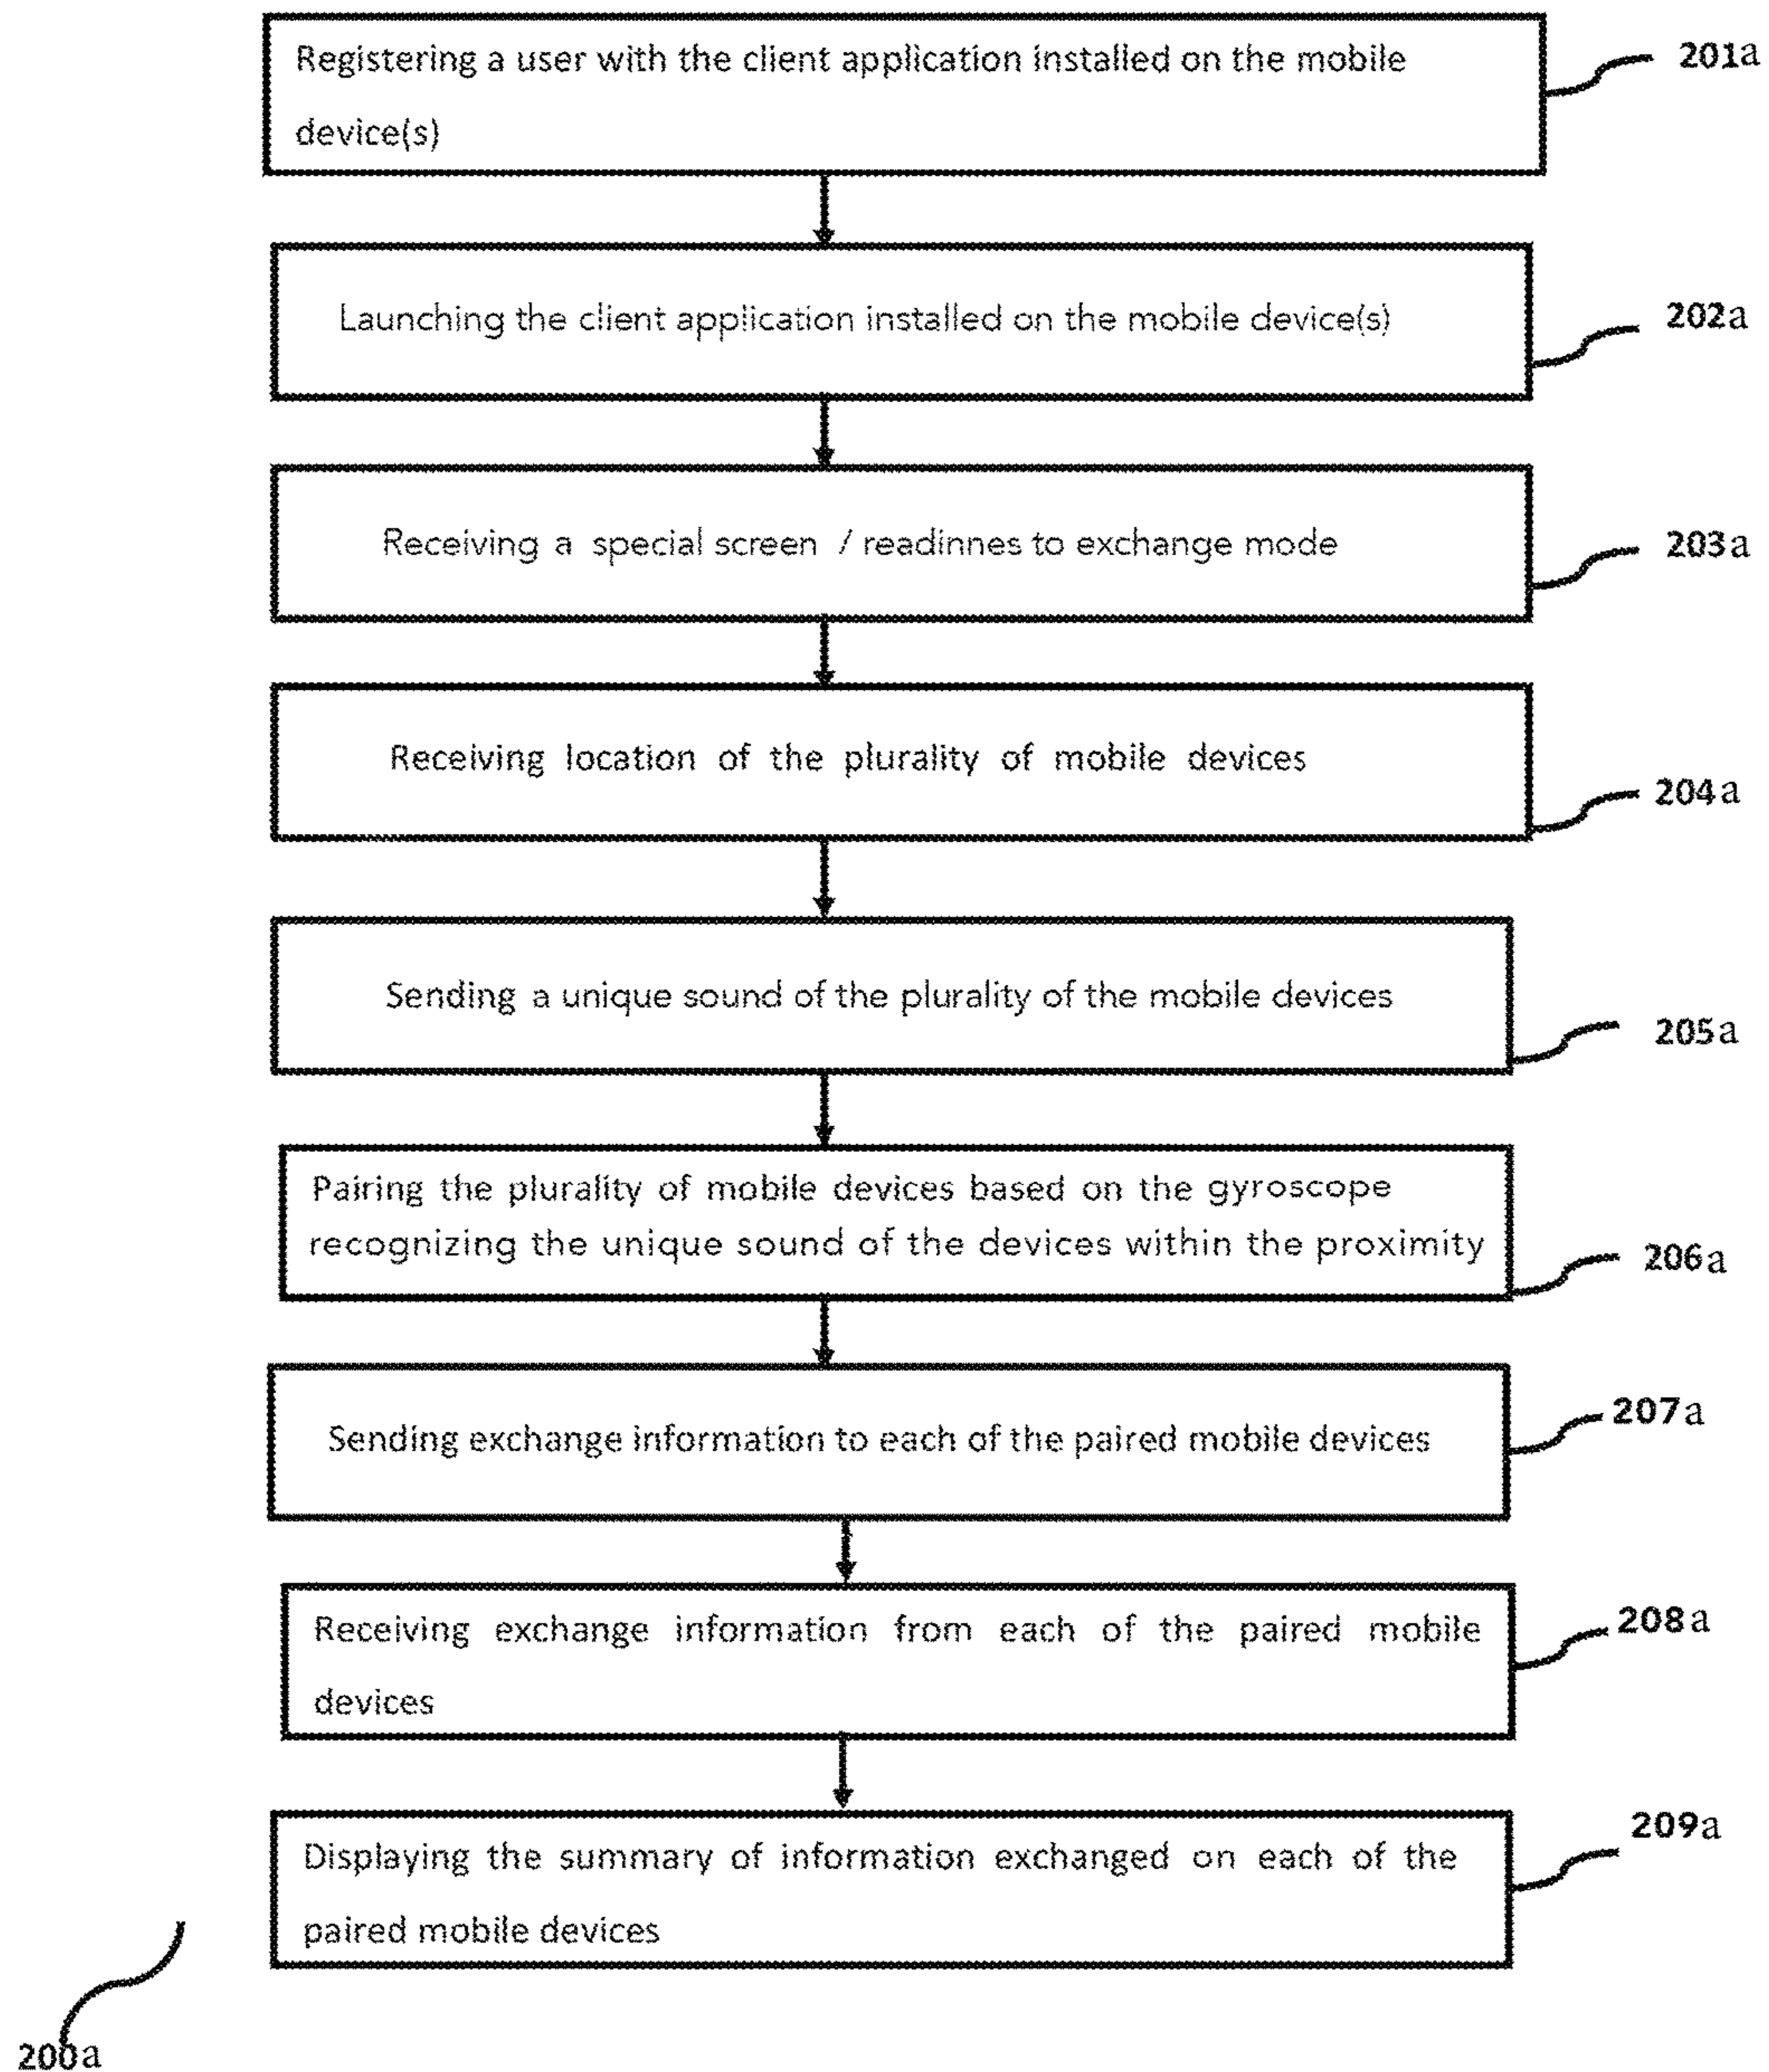 Registering a user with the client application installed on the mobile
device(s)
201a
Launching the client application installed on the mobile device(s)
202a
Receiving a special screen / readinnes to exchange mode
203a
Receiving location of the plurality of mobile devices
204a
Sending a unique sound of the plurality of the mobile devices
205a
Pairing the plurality of mobile devices based on the gyroscope
recognizing the unique sound of the devices within the proximity
206a
Sending exchange information to each of the paired mobile devices
207a
Receiving exchange information from each of the paired mobile
devices
208a
Displaying the summary of information exchanged on each of the
paired mobile devices
209a
200a